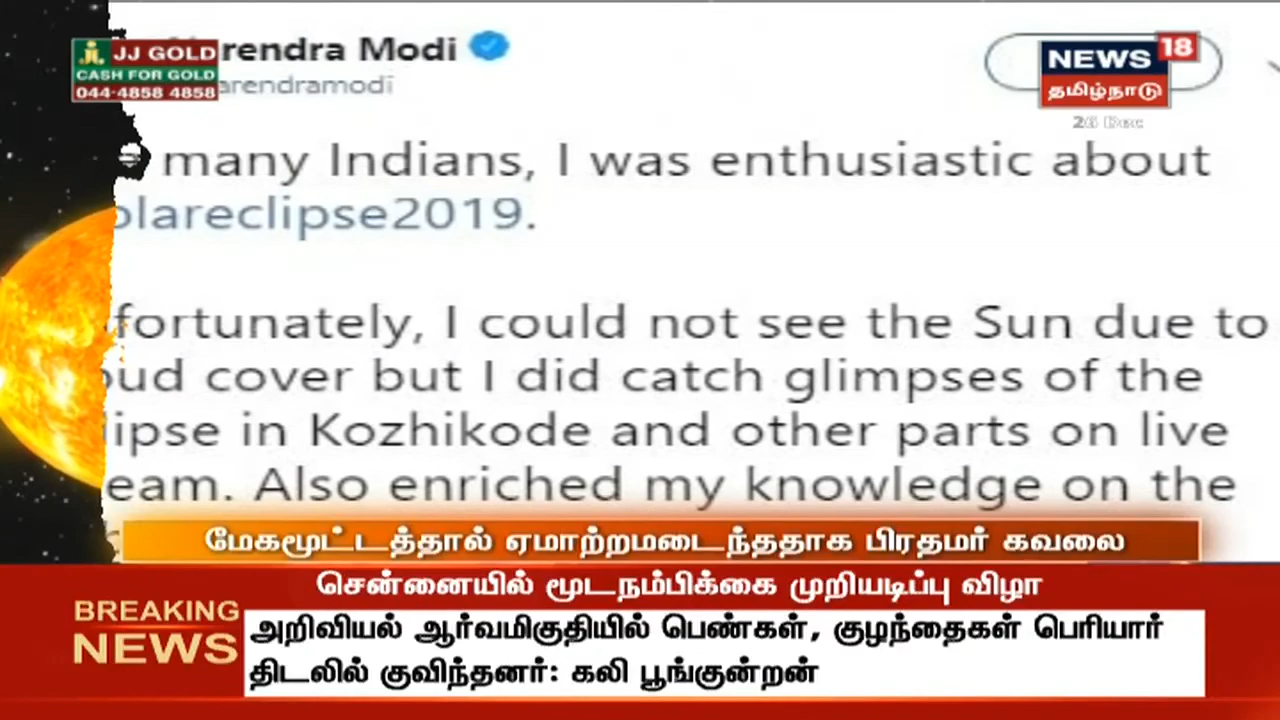 JJ GOLD
CASH FOR GOLD
044-4858 4858
rendra Modi
arendramodi
NEWS 18
தமிழ்நாடு
26 Dec
many Indians, I was enthusiastic about
olareclipse2019.
fortunately, I could not see the Sun due to
oud cover but I did catch glimpses of the
lipse in Kozhikode and other parts on live
eam. Also enriched my knowledge on the
மேகமூட்டத்தால் ஏமாற்றமடைந்ததாக பிரதமர் கவலை
சென்னையில் மூடநம்பிக்கை முறியடிப்பு விழா
BREAKING
NEWS
அறிவியல் ஆர்வமிகுதியில் பெண்கள், குழந்தைகள் பெரியார்
திடலில் குவிந்தனர்: கலி பூங்குன்றன்